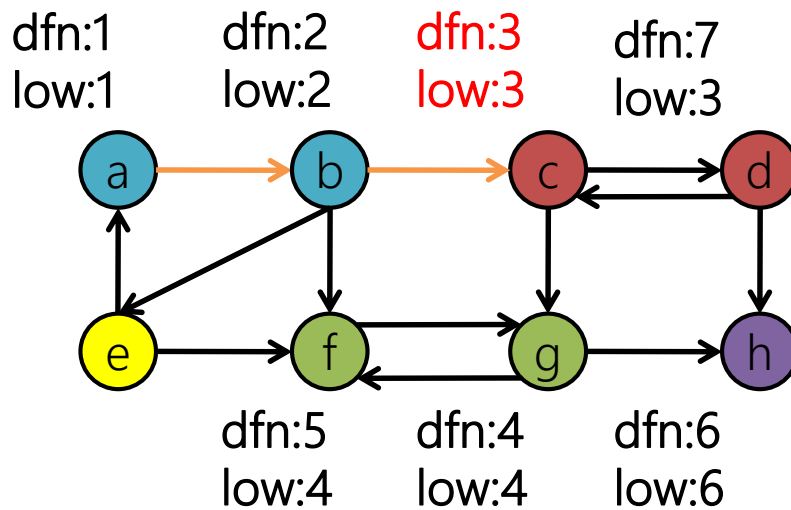 dfn:1
low:1
dfn:2
low:2
dfn:3
low:3
dfn:7
low:3
a
b
c
d
e
f
g
h
dfn:5
low:4
dfn:4
low:4
dfn:6
low:6